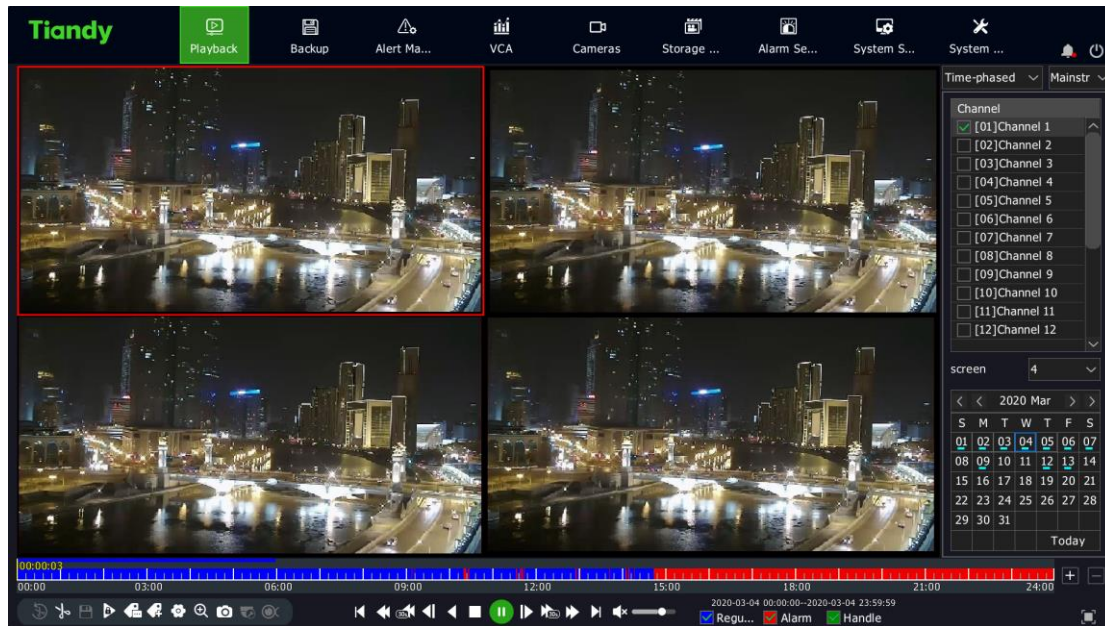 Tiandy
Playback
Backup
Alert Ma...
VCA
Cameras
Storage ...
Alarm Se...
System S...
System ...
Time-phased
Mainstr
Channel
[01]Channel 1
[02]Channel 2
[03]Channel 3
[04]Channel 4
[05]Channel 5
[06]Channel 6
[07]Channel 7
[08]Channel 8
[09]Channel 9
[10]Channel 10
[11]Channel 11
[12]Channel 12
screen 4
< < 2020 Mar > >
S M T W T F S
01 02 03 04 05 06 07
08 09 10 11 12 13 14
15 16 17 18 19 20 21
22 23 24 25 26 27 28
29 30 31
Today
00:00:03
00:00 03:00 06:00 09:00 12:00 15:00 18:00 21:00 24:00
30s 30s
2020-03-04 00:00:00--2020-03-04 23:59:59
Regu... Alarm Handle